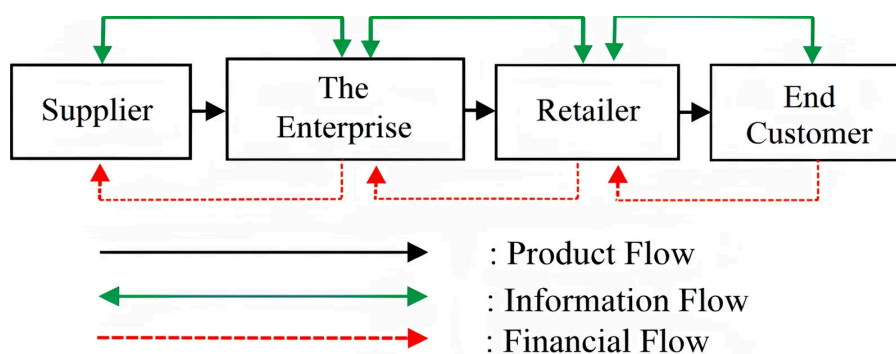 Supplier
The
Enterprise
Retailer
End
Customer
: Product Flow
: Information Flow
: Financial Flow